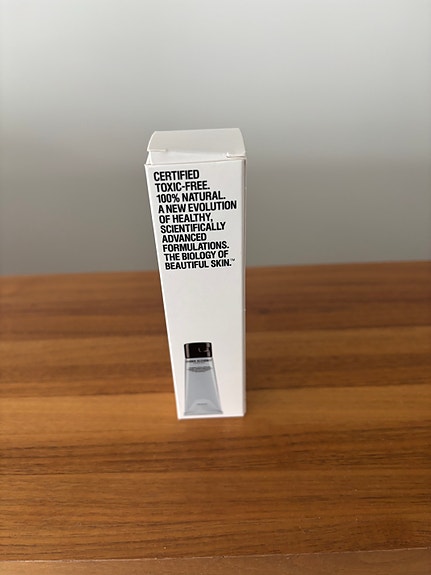 CERTIFIED
TOXIC-FREE.
100% NATURAL.
A NEW EVOLUTION
OF HEALTHY,
SCIENTIFICALLY
ADVANCED
FORMULATIONS.
THE BIOLOGY OF
BEAUTIFUL SKIN.™